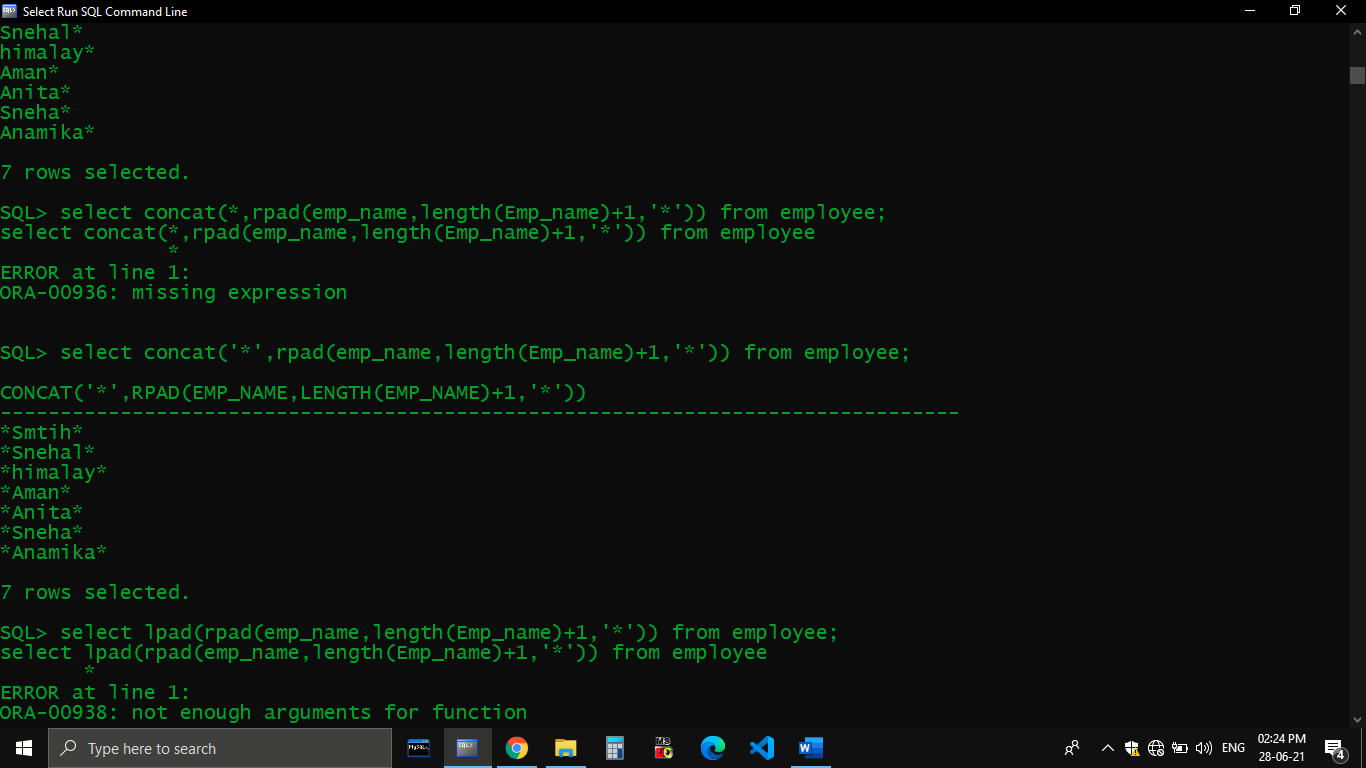 Select Run SQL Command Line
Snehal*
himalay*
Aman*
Anita*
Sneha*
Anamika*
7 rows selected.
SQL> select concat(*,rpad(emp_name,length(Emp_name)+1,'*')) from employee;
select concat(*,rpad(emp_name,length(Emp_name)+1,'*')) from employee
*
ERROR at line 1:
ORA-00936: missing expression
SQL> select concat('*',rpad(emp_name,length(Emp_name)+1,'*')) from employee;
CONCAT('*',RPAD(EMP_NAME,LENGTH(EMP_NAME)+1,'*'))
--------------------------------------------------------------------------------
*Smtih*
*Snehal*
*himalay*
*Aman*
*Anita*
*Sneha*
*Anamika*
7 rows selected.
SQL> select lpad(rpad(emp_name,length(Emp_name)+1,'*')) from employee;
select lpad(rpad(emp_name,length(Emp_name)+1,'*')) from employee
*
ERROR at line 1:
ORA-00938: not enough arguments for function
Type here to search
ENG
02:24 PM
28-06-21
4